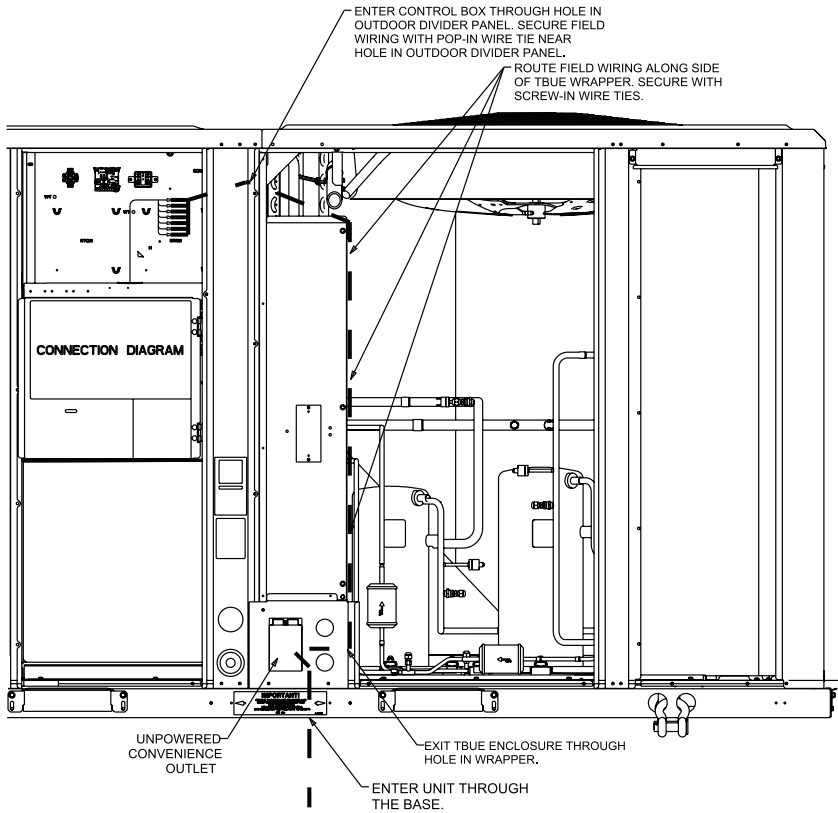 ENTER CONTROL BOX THROUGH HOLE IN
OUTDOOR DIVIDER PANEL. SECURE FIELD
WIRING WITH POP-IN WIRE TIE NEAR
HOLE IN OUTDOOR DIVIDER PANEL.
ROUTE FIELD WIRING ALONG SIDE
OF TBUE WRAPPER. SECURE WITH
SCREW-IN WIRE TIES.
CONNECTION DIAGRAM
IMPORTANT!
UNPOWERED
CONVENIENCE
OUTLET
EXIT TBUE ENCLOSURE THROUGH
HOLE IN WRAPPER.
ENTER UNIT THROUGH
THE BASE.